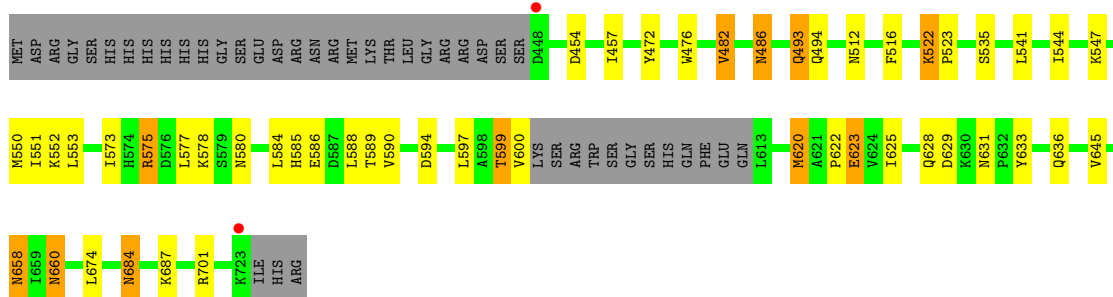 MET ASP ARG GLY SER HIS HIS HIS HIS HIS HIS GLY SER GLU ASP ARG ASN ARG MET LYS THR LEU GLY ARG ARG ASP SER SER D448 D454 I457 Y472 W476 V482 N486 Q493 Q494 N512 F516 K522 P523 S535 L541 I544 K547
M550 I551 K552 L553 I573 H574 R575 D576 L577 K578 S579 N580 L584 H585 E586 D587 L588 T589 V590 D594 L597 A598 T599 V600 LYS SER ARG TRP SER GLY SER HIS GLN PHE GLU GLN L613 M620 A621 P622 E623 V624 I625 Q628 D629 K630 N631 P632 Y633 Q636 V645
N658 I659 N660 L674 N684 K687 R701 K723 ILE HIS ARG